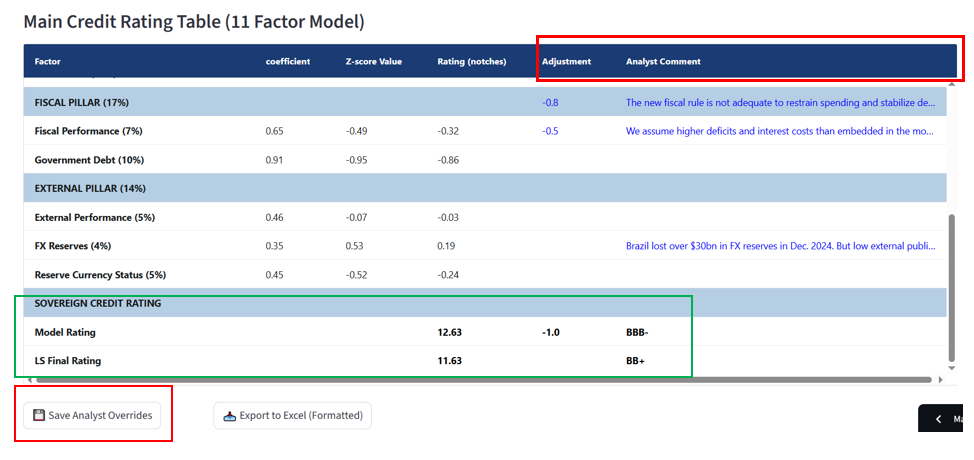 Main Credit Rating Table (11 Factor Model)
Factor coefficient Z-score Value Rating (notches) Adjustment Analyst Comment
FISCAL PILLAR (17%) -0.8 The new fiscal rule is not adequate to restrain spending and stabilize de...
Fiscal Performance (7%) 0.65 -0.49 -0.32 -0.5 We assume higher deficits and interest costs than embedded in the mo...
Government Debt (10%) 0.91 -0.95 -0.86
EXTERNAL PILLAR (14%)
External Performance (5%) 0.46 -0.07 -0.03
FX Reserves (4%) 0.35 0.53 0.19 Brazil lost over $30bn in FX reserves in Dec. 2024. But low external publi...
Reserve Currency Status (5%) 0.45 -0.52 -0.24
SOVEREIGN CREDIT RATING
Model Rating 12.63 -1.0 BBB-
LS Final Rating 11.63 BB+
Save Analyst Overrides Export to Excel (Formatted)